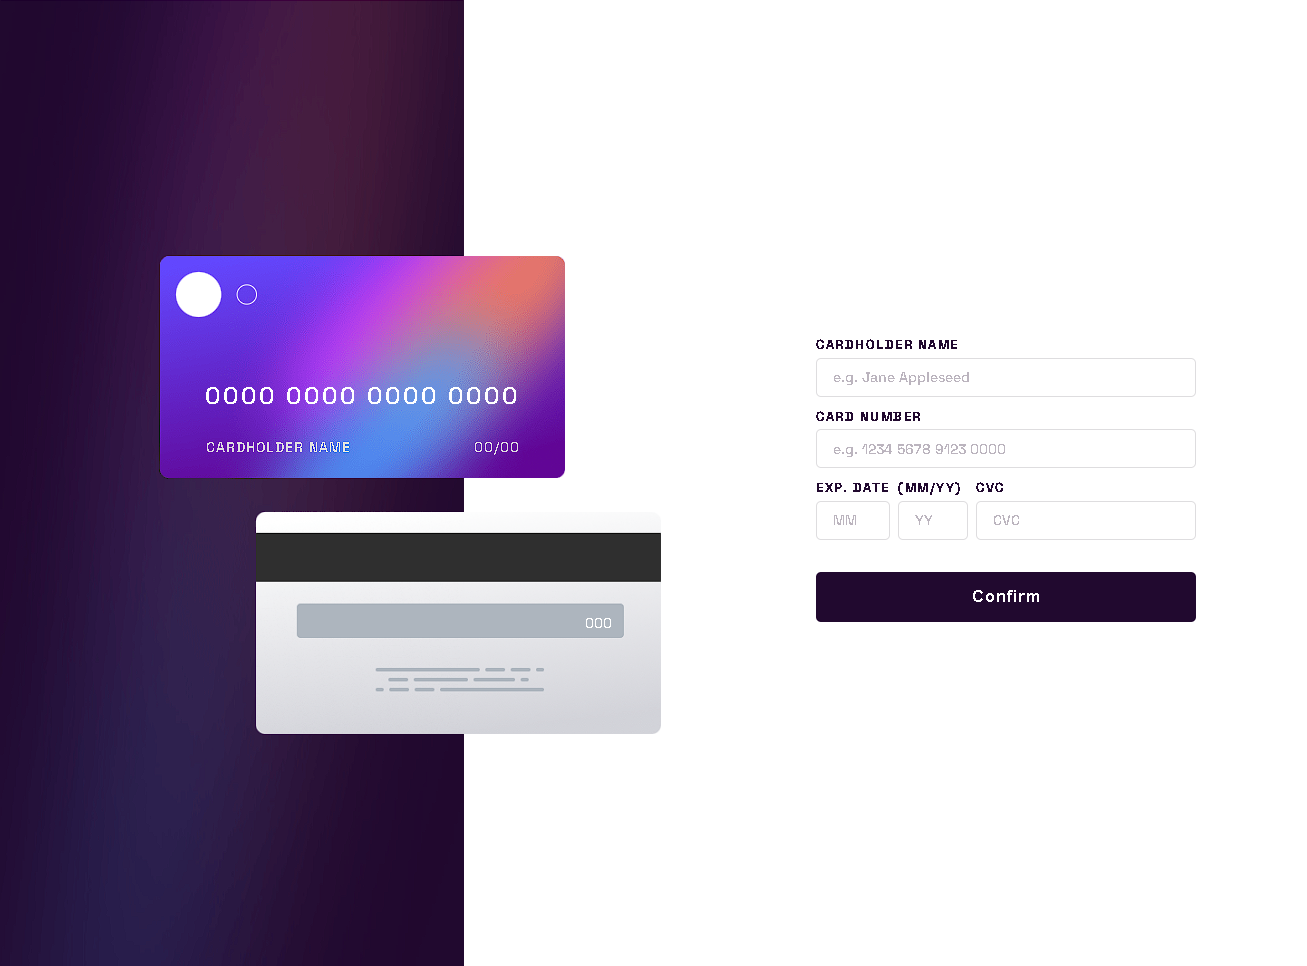 0000 0000 0000 0000
CARDHOLDER NAME 00/00
000
CARDHOLDER NAME
e.g. Jane Appleseed
CARD NUMBER
e.g. 1234 5678 9123 0000
EXP. DATE (MM/YY) CVC
MM YY CVC
Confirm